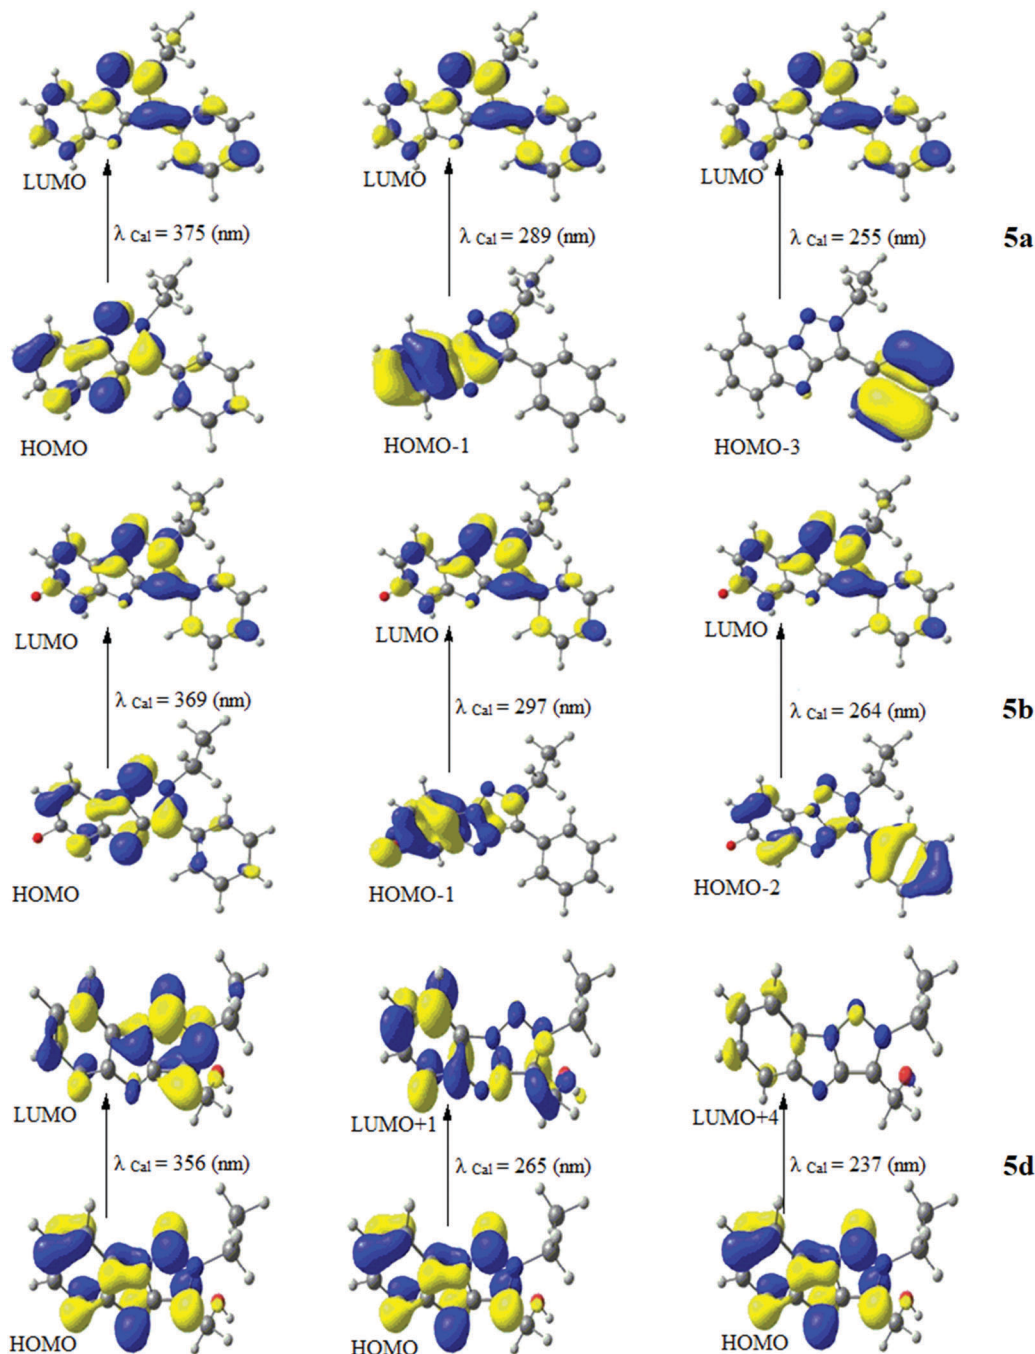 LUMO LUMO LUMO
λ Cal = 375 (nm) λ Cal = 289 (nm) λ Cal = 255 (nm) 5a
HOMO HOMO-1 HOMO-3
LUMO LUMO LUMO
λ Cal = 369 (nm) λ Cal = 297 (nm) λ Cal = 264 (nm) 5b
HOMO HOMO-1 HOMO-2
LUMO LUMO+1 LUMO+4
λ Cal = 356 (nm) λ Cal = 265 (nm) λ Cal = 237 (nm) 5d
HOMO HOMO HOMO